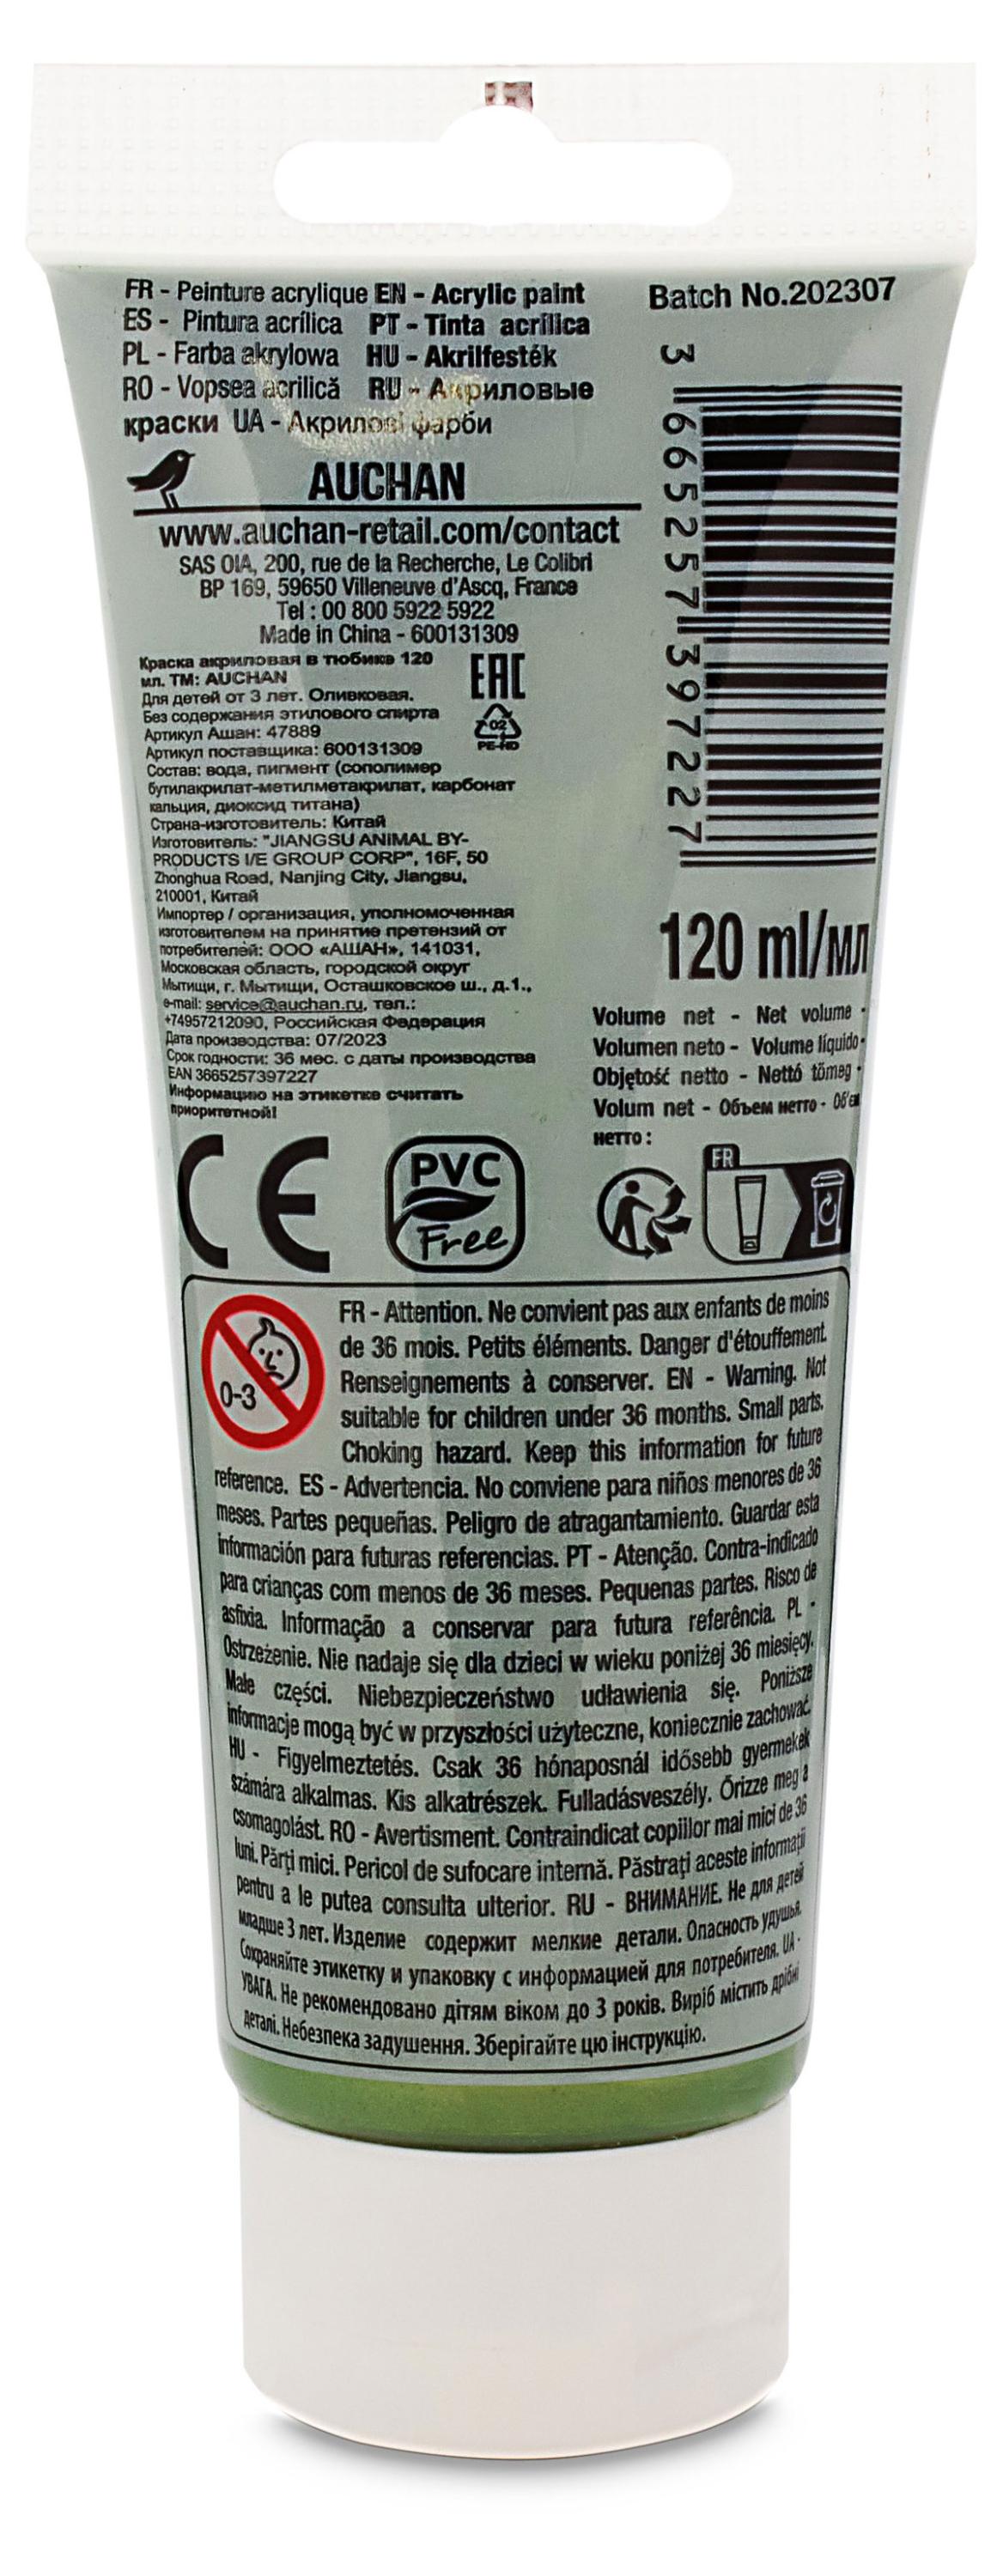 FR - Peinture acrylique EN - Acrylic paint
ES - Pintura acrílica PT - Tinta acrílica
PL - Farba akrylowa HU - Akrilfesték
RO - Vopsea acrilică RU - Акриловые
краски UA - Акрилові фарби
AUCHAN
www.auchan-retail.com/contact
SAS OIA, 200, rue de la Recherche, Le Colibri
BP 169, 59650 Villeneuve d'Ascq, France
Tel : 00 800 5922 5922
Made in China - 600131309
Краска акриловая в тюбике 120
мл. ТМ: AUCHAN
Для детей от 3 лет. Оливковая.
Без содержания этилового спирта
Артикул Ашан: 47889
Артикул поставщика: 600131309
Состав: вода, пигмент (сополимер
бутилакрилат-метилметакрилат, карбонат
кальция, диоксид титана)
Страна-изготовитель: Китай
Изготовитель: "JIANGSU ANIMAL BY-
PRODUCTS I/E GROUP CORP", 16F, 50
Zhonghua Road, Nanjing City, Jiangsu,
210001, Китай
Импортер / организация, уполномоченная
изготовителем на принятие претензий от
потребителей: ООО «АШАН», 141031,
Московская область, городской округ
Мытищи, г. Мытищи, Осташковское ш., д.1.,
e-mail: service@auchan.ru, тел.:
+74957212090, Российская Федерация
Дата производства: 07/2023
Срок годности: 36 мес. с даты производства
EAN 3665257397227
Информацию на этикетке считать
приоритетной!
EAC
02
PE-HD
Batch No.202307
3 665257 397227
120 ml/мл
Volume net - Net volume -
Volumen neto - Volume líquido -
Objętość netto - Nettó tömeg -
Volum net - Объем нетто - Об'єм
нетто :
CE
PVC
Free
FR
0-3
FR - Attention. Ne convient pas aux enfants de moins
de 36 mois. Petits éléments. Danger d'étouffement.
Renseignements à conserver. EN - Warning. Not
suitable for children under 36 months. Small parts.
Choking hazard. Keep this information for future
reference. ES - Advertencia. No conviene para niños menores de 36
meses. Partes pequeñas. Peligro de atragantamiento. Guardar esta
información para futuras referencias. PT - Atenção. Contra-indicado
para crianças com menos de 36 meses. Pequenas partes. Risco de
asfixia. Informação a conservar para futura referência. PL -
Ostrzeżenie. Nie nadaje się dla dzieci w wieku poniżej 36 miesięcy.
Małe części. Niebezpieczeństwo udławienia się. Poniższe
informacje mogą być w przyszłości użyteczne, koniecznie zachować.
HU - Figyelmeztetés. Csak 36 hónaposnál idősebb gyermekek
számára alkalmas. Kis alkatrészek. Fulladásveszély. Őrizze meg a
csomagolást. RO - Avertisment. Contraindicat copiilor mai mici de 36
luni. Părți mici. Pericol de sufocare internă. Păstrați aceste informații
pentru a le putea consulta ulterior. RU - ВНИМАНИЕ. Не для детей
младше 3 лет. Изделие содержит мелкие детали. Опасность удушья.
Сохраняйте этикетку и упаковку с информацией для потребителя. UA -
УВАГА. Не рекомендовано дітям віком до 3 років. Виріб містить дрібні
деталі. Небезпека задушення. Зберігайте цю інструкцію.